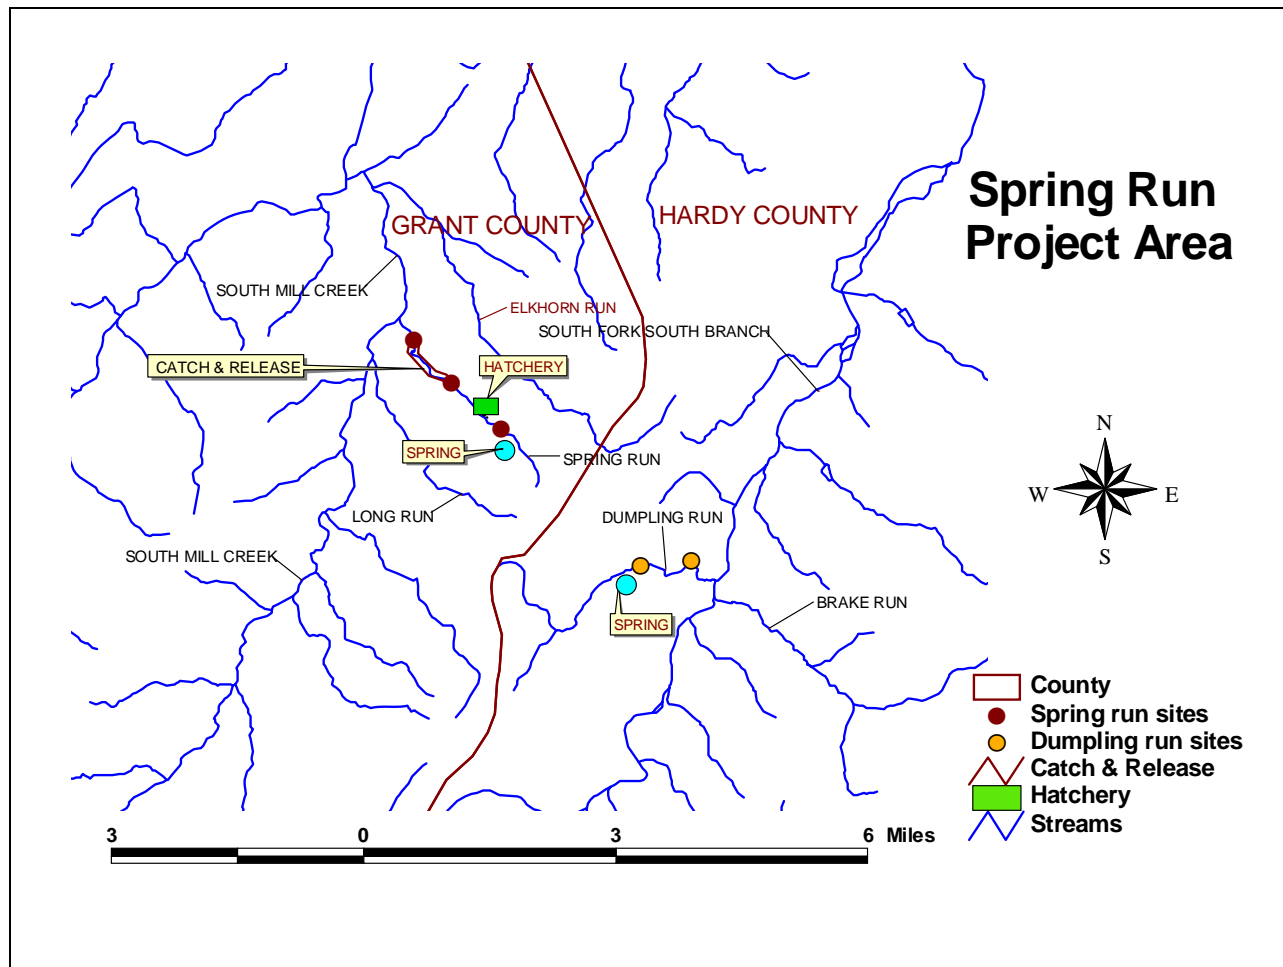 Spring Run
Project Area
GRANT COUNTY
HARDY COUNTY
SOUTH MILL CREEK
ELKHORN RUN
SOUTH FORK SOUTH BRANCH
CATCH & RELEASE
HATCHERY
SPRING
SPRING RUN
LONG RUN
DUMPLING RUN
SOUTH MILL CREEK
BRAKE RUN
SPRING
N
W
E
S
County
Spring run sites
Dumpling run sites
Catch & Release
Hatchery
Streams
3 0 3 6 Miles